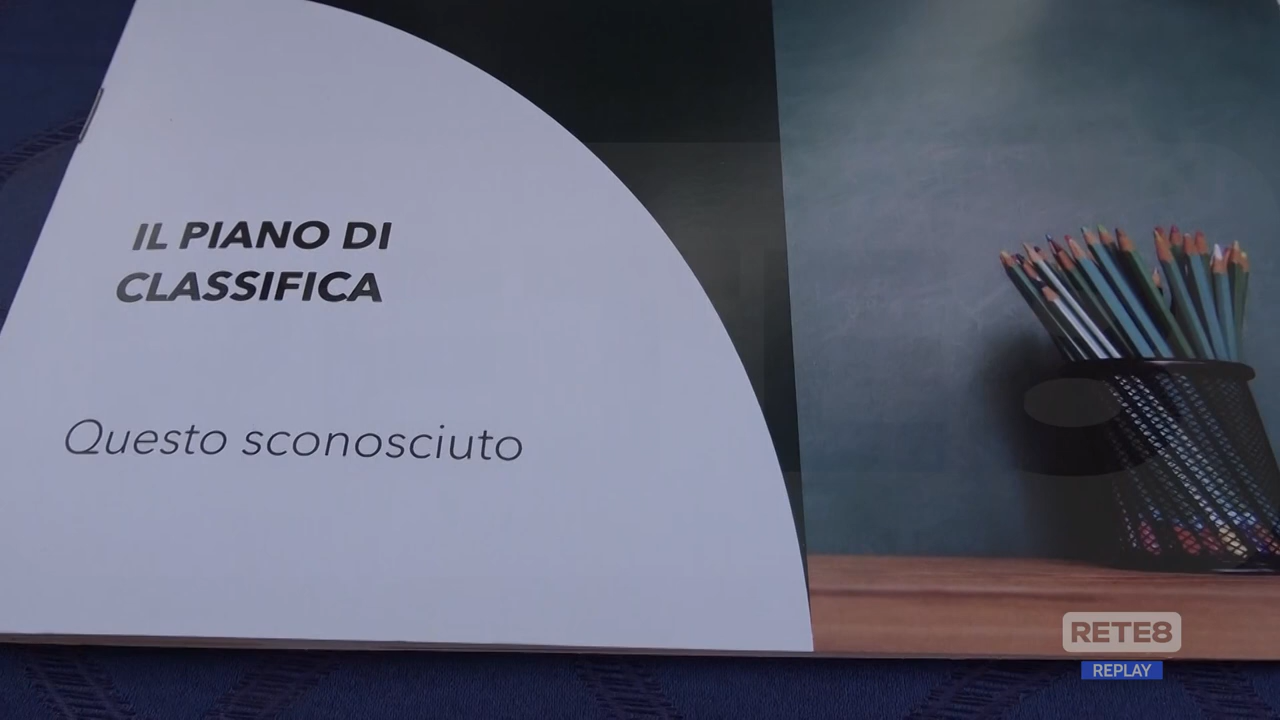 IL PIANO DI
CLASSIFICA
Questo sconosciuto
RETE8
REPLAY